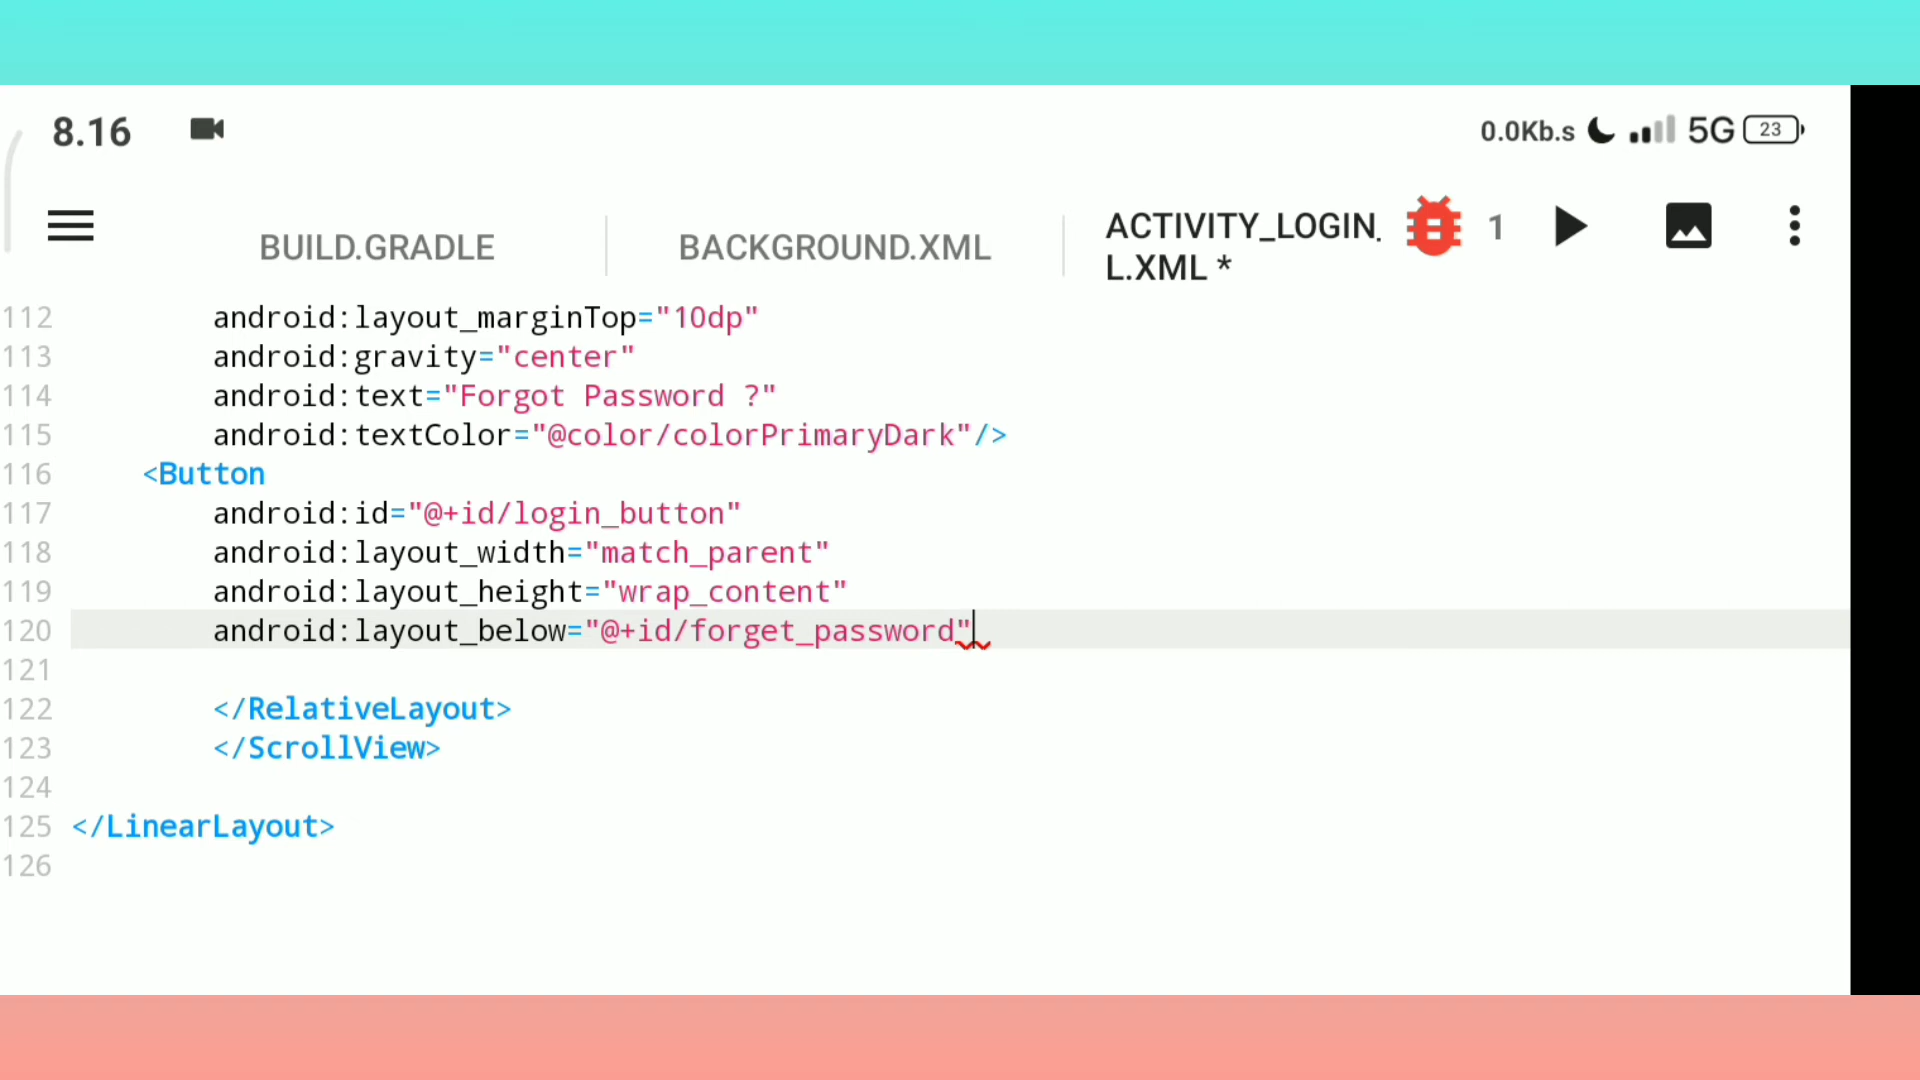 8.16
0.0Kb.s 5G 23
BUILD.GRADLE
BACKGROUND.XML
ACTIVITY_LOGIN_
L.XML *
1
112 android:layout_marginTop="10dp"
113 android:gravity="center"
114 android:text="Forgot Password ?"
115 android:textColor="@color/colorPrimaryDark"/>
116 <Button
117 android:id="@+id/login_button"
118 android:layout_width="match_parent"
119 android:layout_height="wrap_content"
120 android:layout_below="@+id/forget_password"
121
122 </RelativeLayout>
123 </ScrollView>
124
125 </LinearLayout>
126